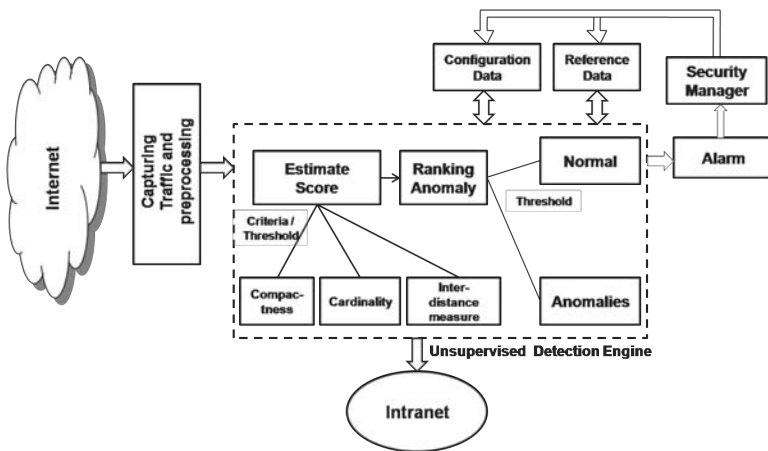 Internet
Capturing
Traffic and
preprocessing
Configuration
Data
Reference
Data
Security
Manager
Estimate
Score
Ranking
Anomaly
Normal
Alarm
Criteria /
Threshold
Threshold
Compac-
tness
Cardinality
Inter-
distance
measure
Anomalies
Unsupervised Detection Engine
Intranet